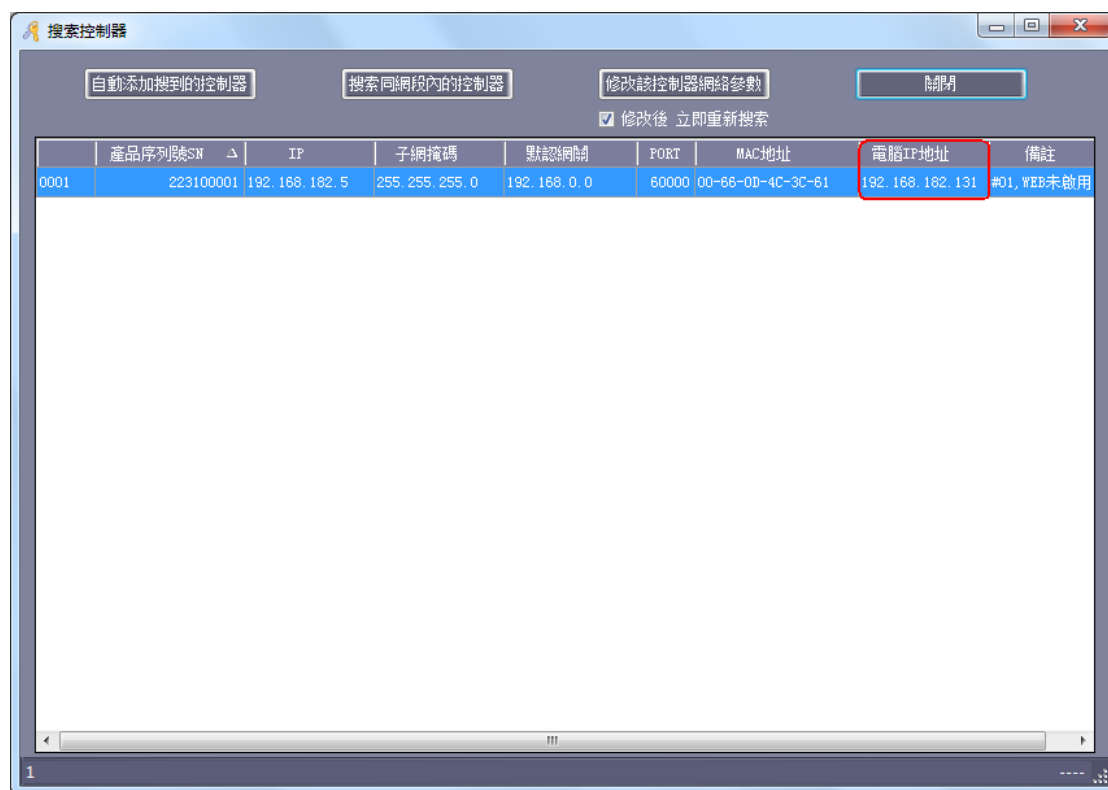 搜索控制器
自動添加搜到的控制器 搜索同網段內的控制器 修改該控制器網絡參數 關閉
修改後 立即重新搜索
產品序列號SN IP 子網掩碼 默認網關 PORT MAC地址 電腦IP地址 備註
0001 223100001 192.168.182.5 255.255.255.0 192.168.0.0 60000 00-66-0D-4C-3C-61 192.168.182.131 #01,WEB未啟用
1 ----